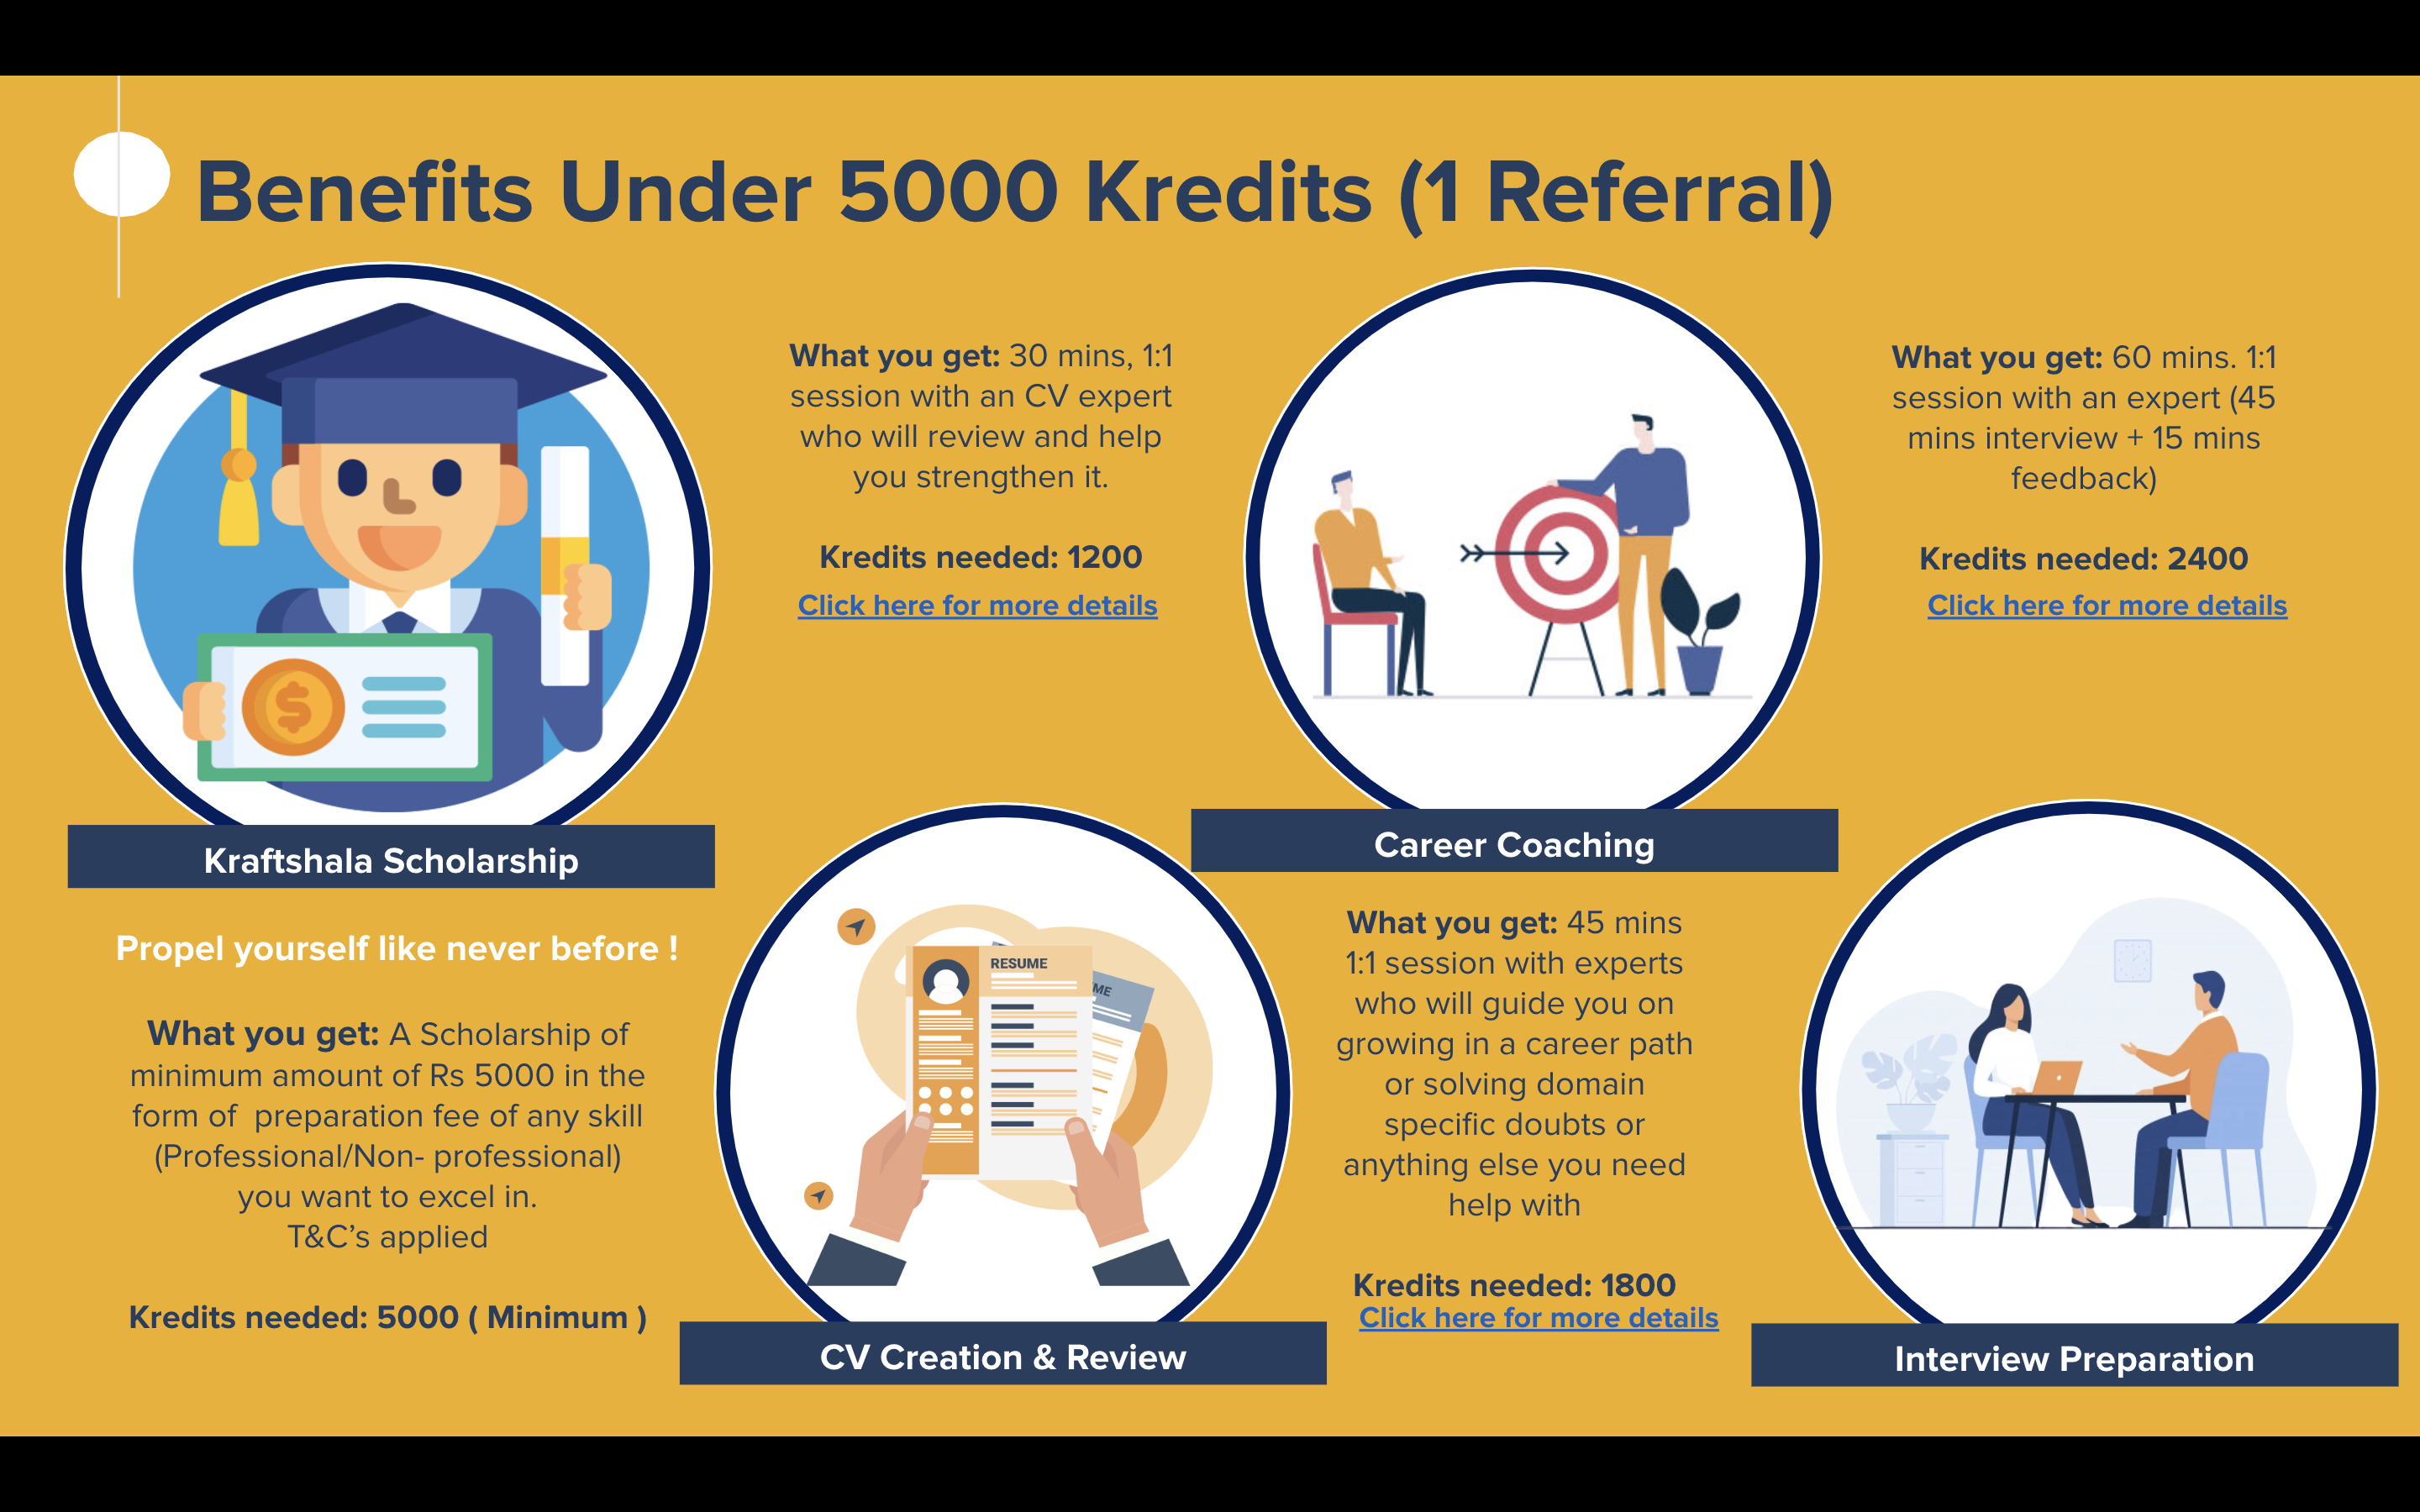 Benefits Under 5000 Kredits (1 Referral)
Kraftshala Scholarship
Propel yourself like never before !
What you get: A Scholarship of
minimum amount of Rs 5000 in the
form of  preparation fee of any skill
(Professional/Non- professional)
you want to excel in.
T&C’s applied
Kredits needed: 5000 ( Minimum )
What you get: 30 mins, 1:1
session with an CV expert
who will review and help
you strengthen it.
Kredits needed: 1200
Click here for more details
RESUME
ME
CV Creation & Review
Career Coaching
What you get: 45 mins
1:1 session with experts
who will guide you on
growing in a career path
or solving domain
specific doubts or
anything else you need
help with
Kredits needed: 1800
Click here for more details
What you get: 60 mins. 1:1
session with an expert (45
mins interview + 15 mins
feedback)
Kredits needed: 2400
Click here for more details
Interview Preparation